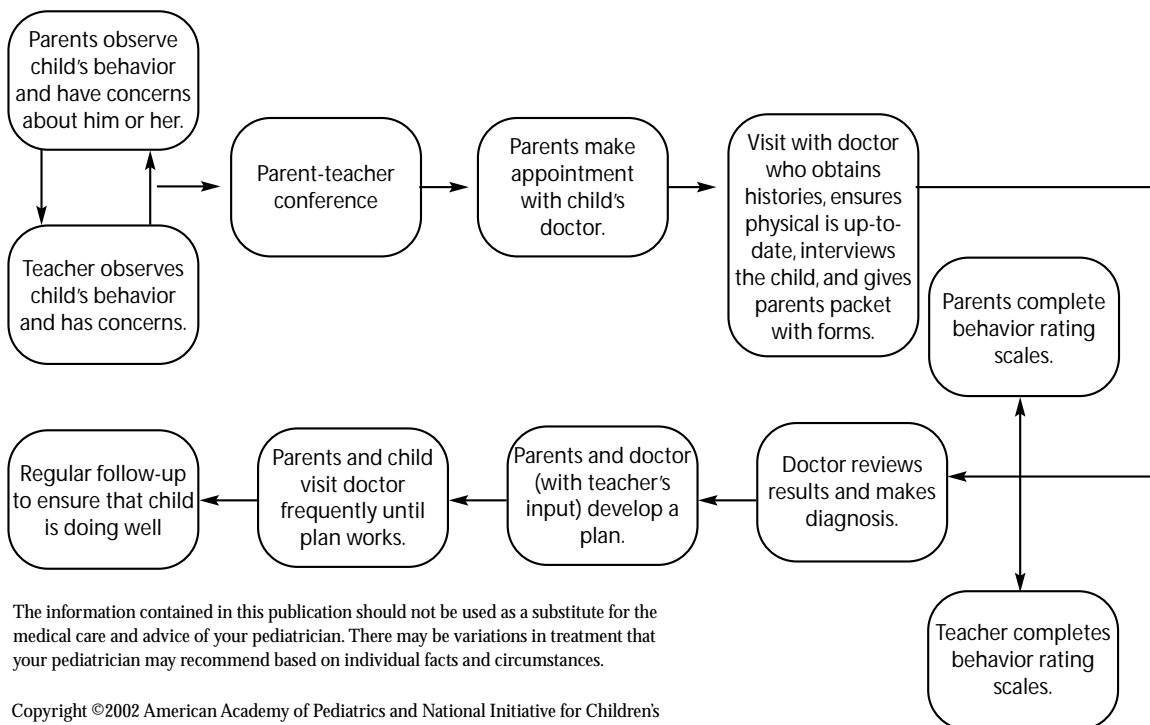 Parents observe
child's behavior
and have concerns
about him or her.
Teacher observes
child's behavior
and has concerns.
Parent-teacher
conference
Parents make
appointment
with child's
doctor.
Visit with doctor
who obtains
histories, ensures
physical is up-to-
date, interviews
the child, and gives
parents packet
with forms.
Parents complete
behavior rating
scales.
Teacher completes
behavior rating
scales.
Doctor reviews
results and makes
diagnosis.
Parents and doctor
(with teacher's
input) develop a
plan.
Parents and child
visit doctor
frequently until
plan works.
Regular follow-up
to ensure that child
is doing well
The information contained in this publication should not be used as a substitute for the
medical care and advice of your pediatrician. There may be variations in treatment that
your pediatrician may recommend based on individual facts and circumstances.
Copyright ©2002 American Academy of Pediatrics and National Initiative for Children's